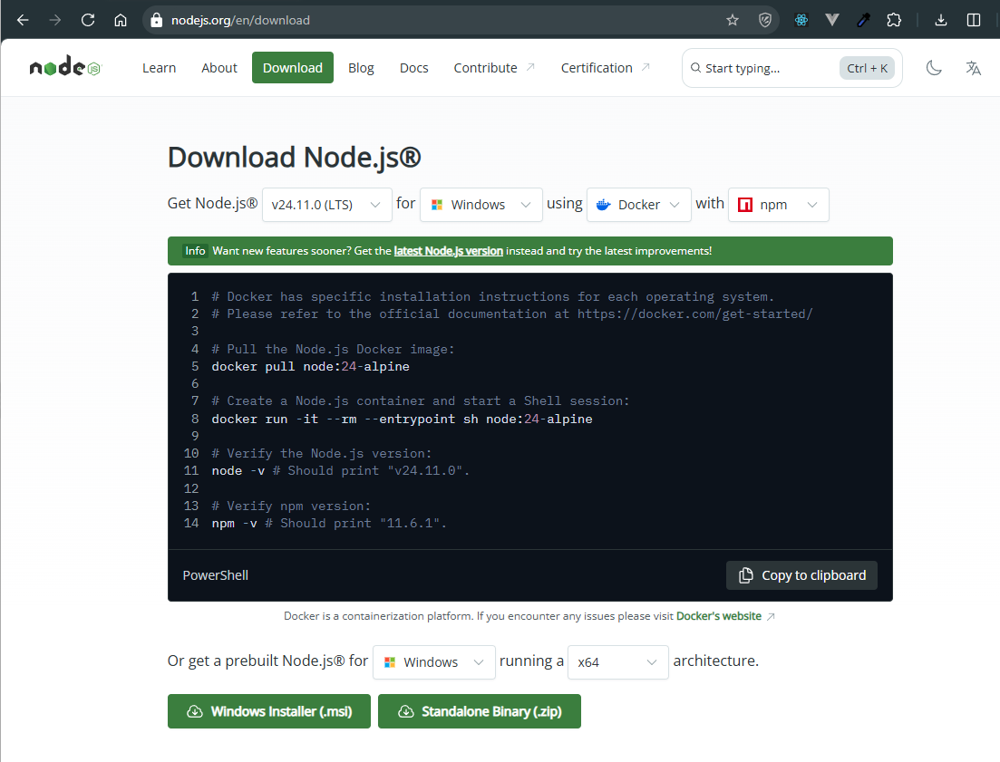 nodejs.org/en/download
node JS
Learn About Download Blog Docs Contribute Certification Start typing... Ctrl + K
Download Node.js®
Get Node.js® v24.11.0 (LTS) for Windows using Docker with npm
Info Want new features sooner? Get the latest Node.js version instead and try the latest improvements!
1 # Docker has specific installation instructions for each operating system.
2 # Please refer to the official documentation at https://docker.com/get-started/
3
4 # Pull the Node.js Docker image:
5 docker pull node:24-alpine
6
7 # Create a Node.js container and start a Shell session:
8 docker run -it --rm --entrypoint sh node:24-alpine
9
10 # Verify the Node.js version:
11 node -v # Should print "v24.11.0".
12
13 # Verify npm version:
14 npm -v # Should print "11.6.1".
PowerShell Copy to clipboard
Docker is a containerization platform. If you encounter any issues please visit Docker's website
Or get a prebuilt Node.js® for Windows running a x64 architecture.
Windows Installer (.msi) Standalone Binary (.zip)